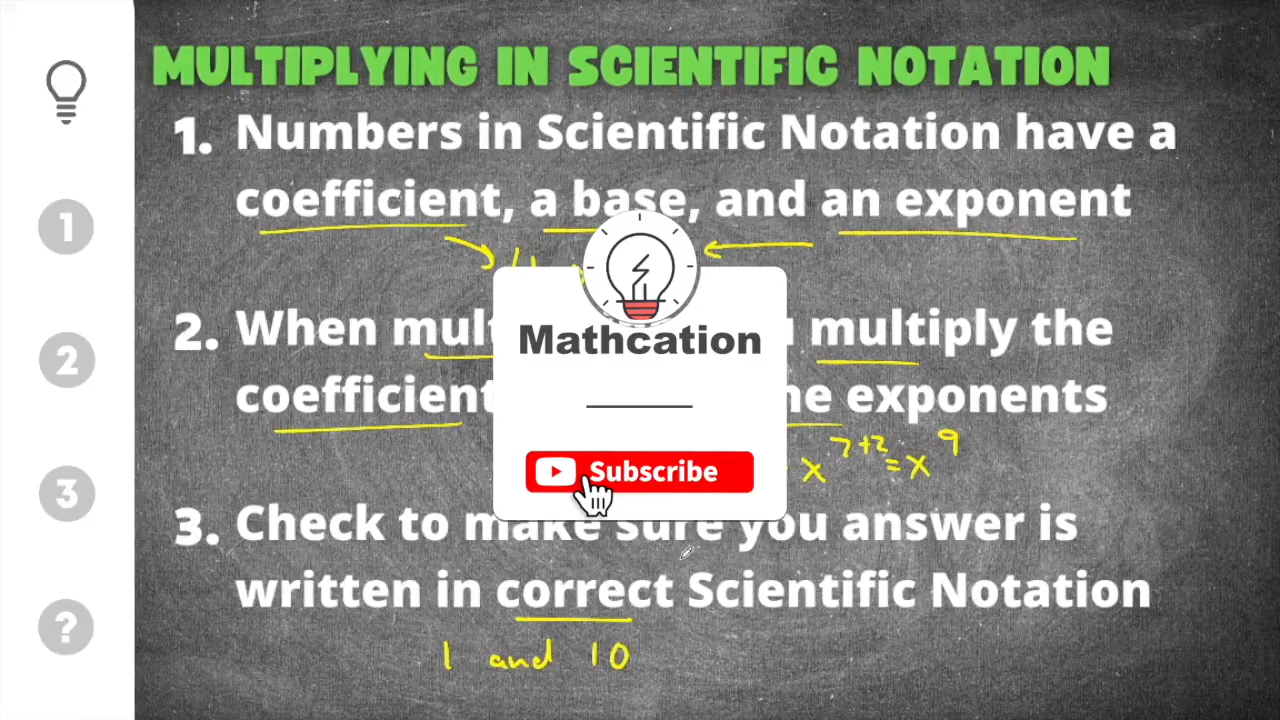 MULTIPLYING IN SCIENTIFIC NOTATION
1. Numbers in Scientific Notation have a
coefficient, a base, and an exponent
1
2. When multiply the
2
coefficient exponents
Mathcation
x^7+2 = x^9
Subscribe
3
3. Check to make sure you answer is
written in correct Scientific Notation
?
1 and 10